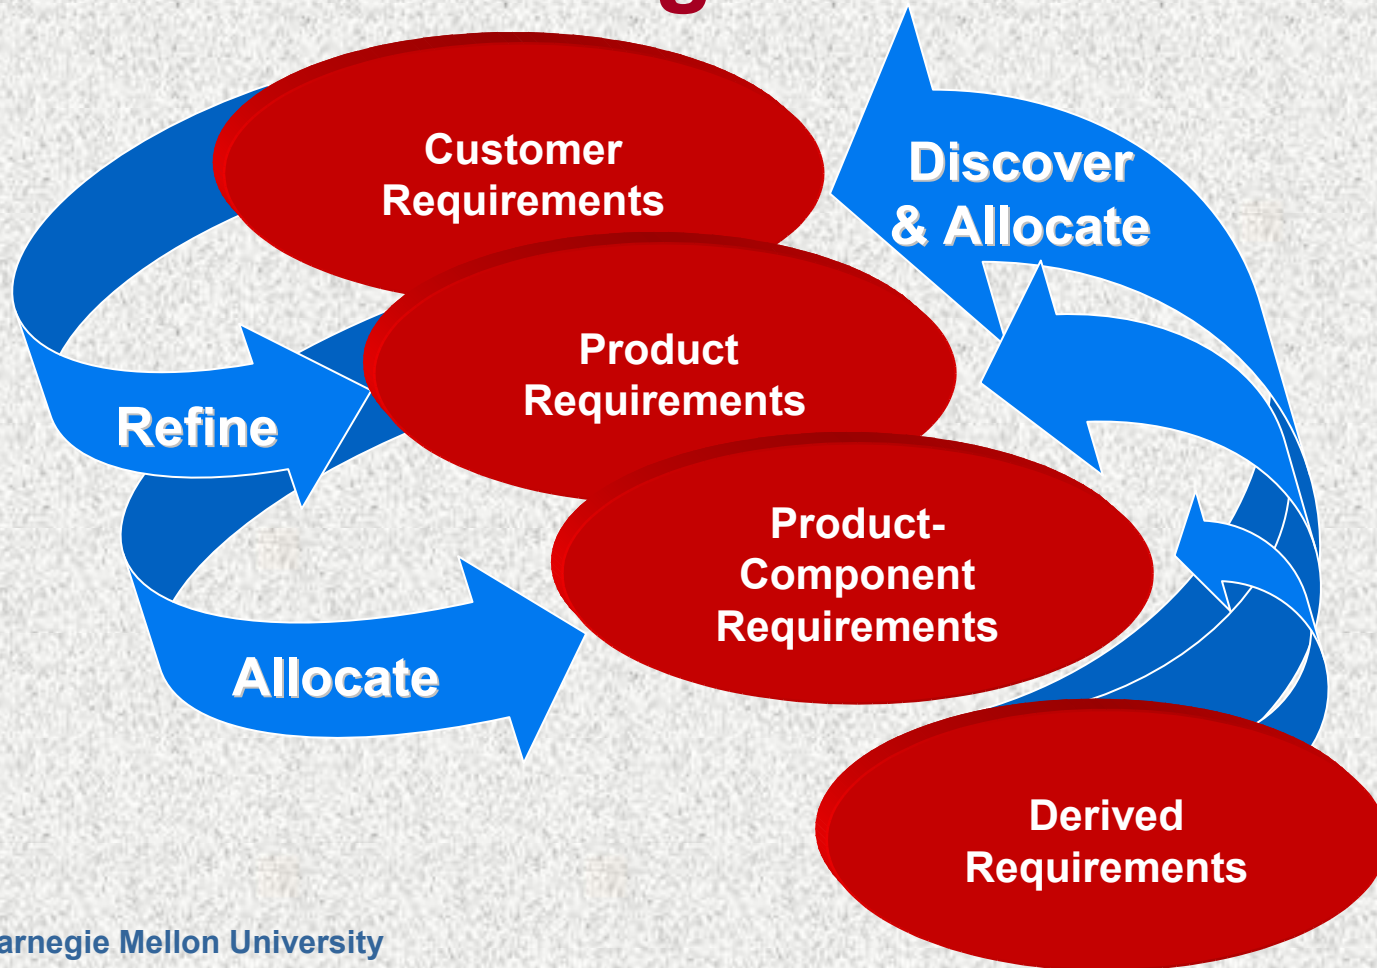 Customer
Requirements
Discover
& Allocate
Product
Requirements
Refine
Product-
Component
Requirements
Allocate
Derived
Requirements
arnegie Mellon University